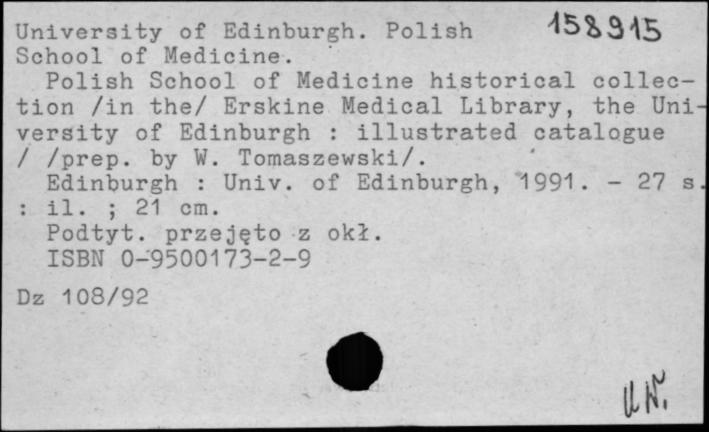 158915
University of Edinburgh. Polish
School of Medicine.
Polish School of Medicine historical collec-
tion /in the/ Erskine Medical Library, the Uni-
versity of Edinburgh : illustrated catalogue
/ /prep. by W. Tomaszewski/.
Edinburgh : Univ. of Edinburgh, 1991. - 27 s.
: il. ; 21 cm.
Podtyt. przejęto z okł.
ISBN 0-9500173-2-9
Dz 108/92